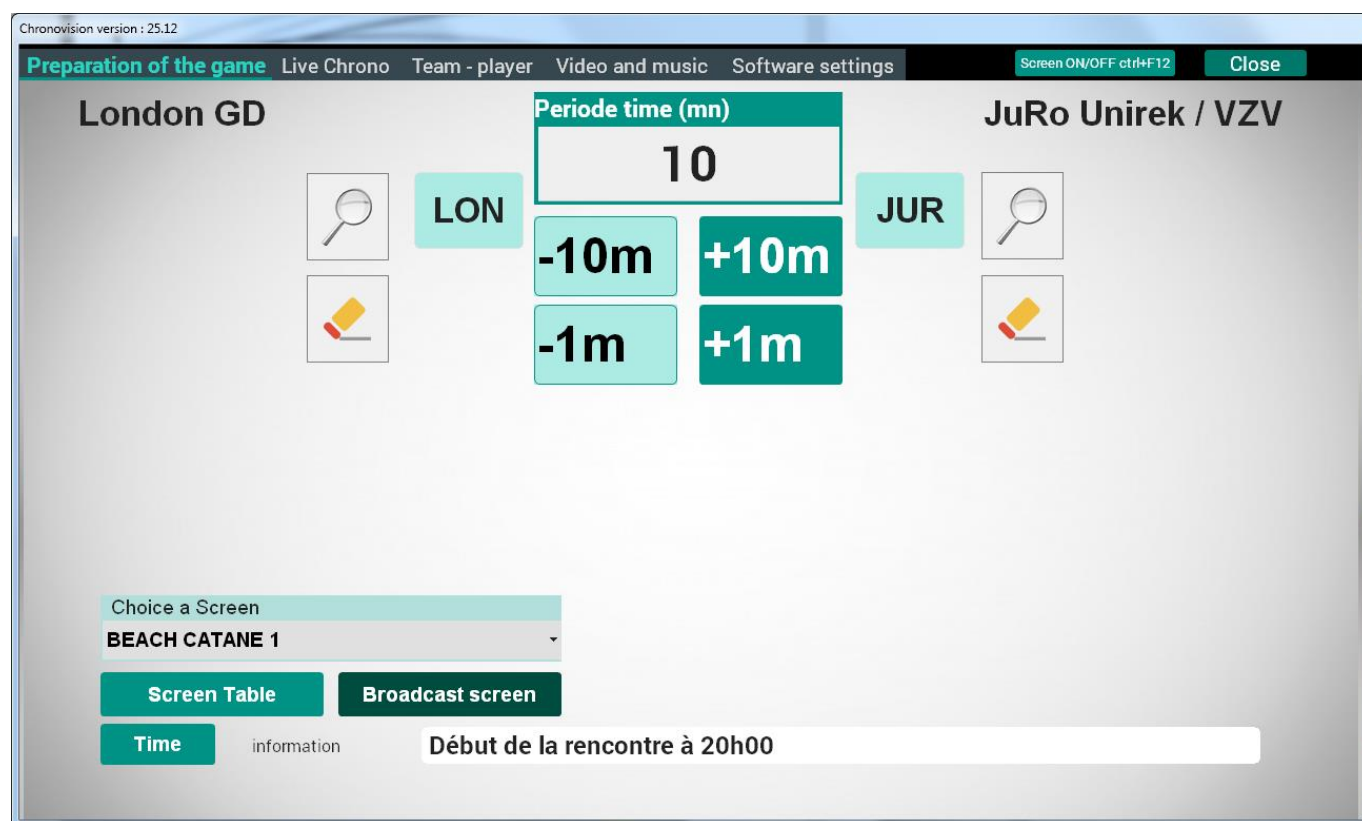 Chronovision version : 25.12
Preparation of the game Live Chrono Team - player Video and music Software settings Screen ON/OFF ctrl+F12 Close
London GD
Periode time (mn)
JuRo Unirek / VZV
10
LON
JUR
-10m +10m
-1m +1m
Choice a Screen
BEACH CATANE 1
Screen Table Broadcast screen
Time information Début de la rencontre à 20h00